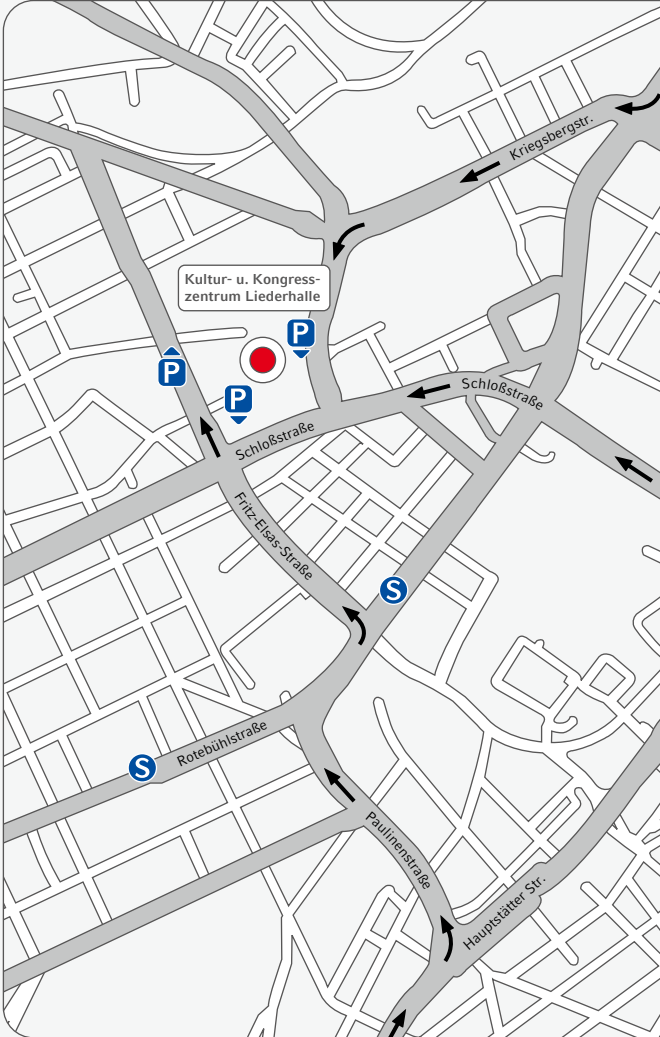 Kriegsbergstr.
Kultur- u. Kongress-
zentrum Liederhalle
P
P
P
Schloßstraße
Schloßstraße
Fritz-Elsas-Straße
S
Rotebühlstraße
S
Paulinenstraße
Hauptstätter Str.